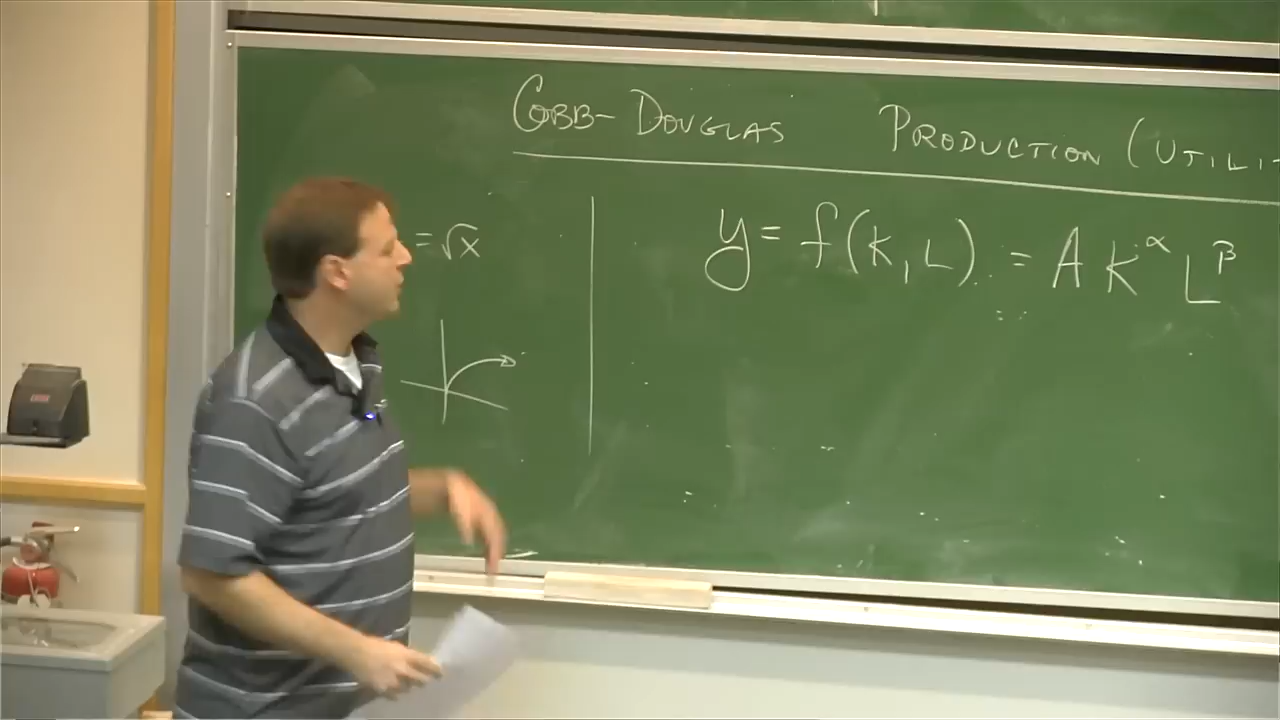 COBB-DOUGLAS PRODUCTION (UTILI
= √x
y = f(K, L) = A K^α L^β